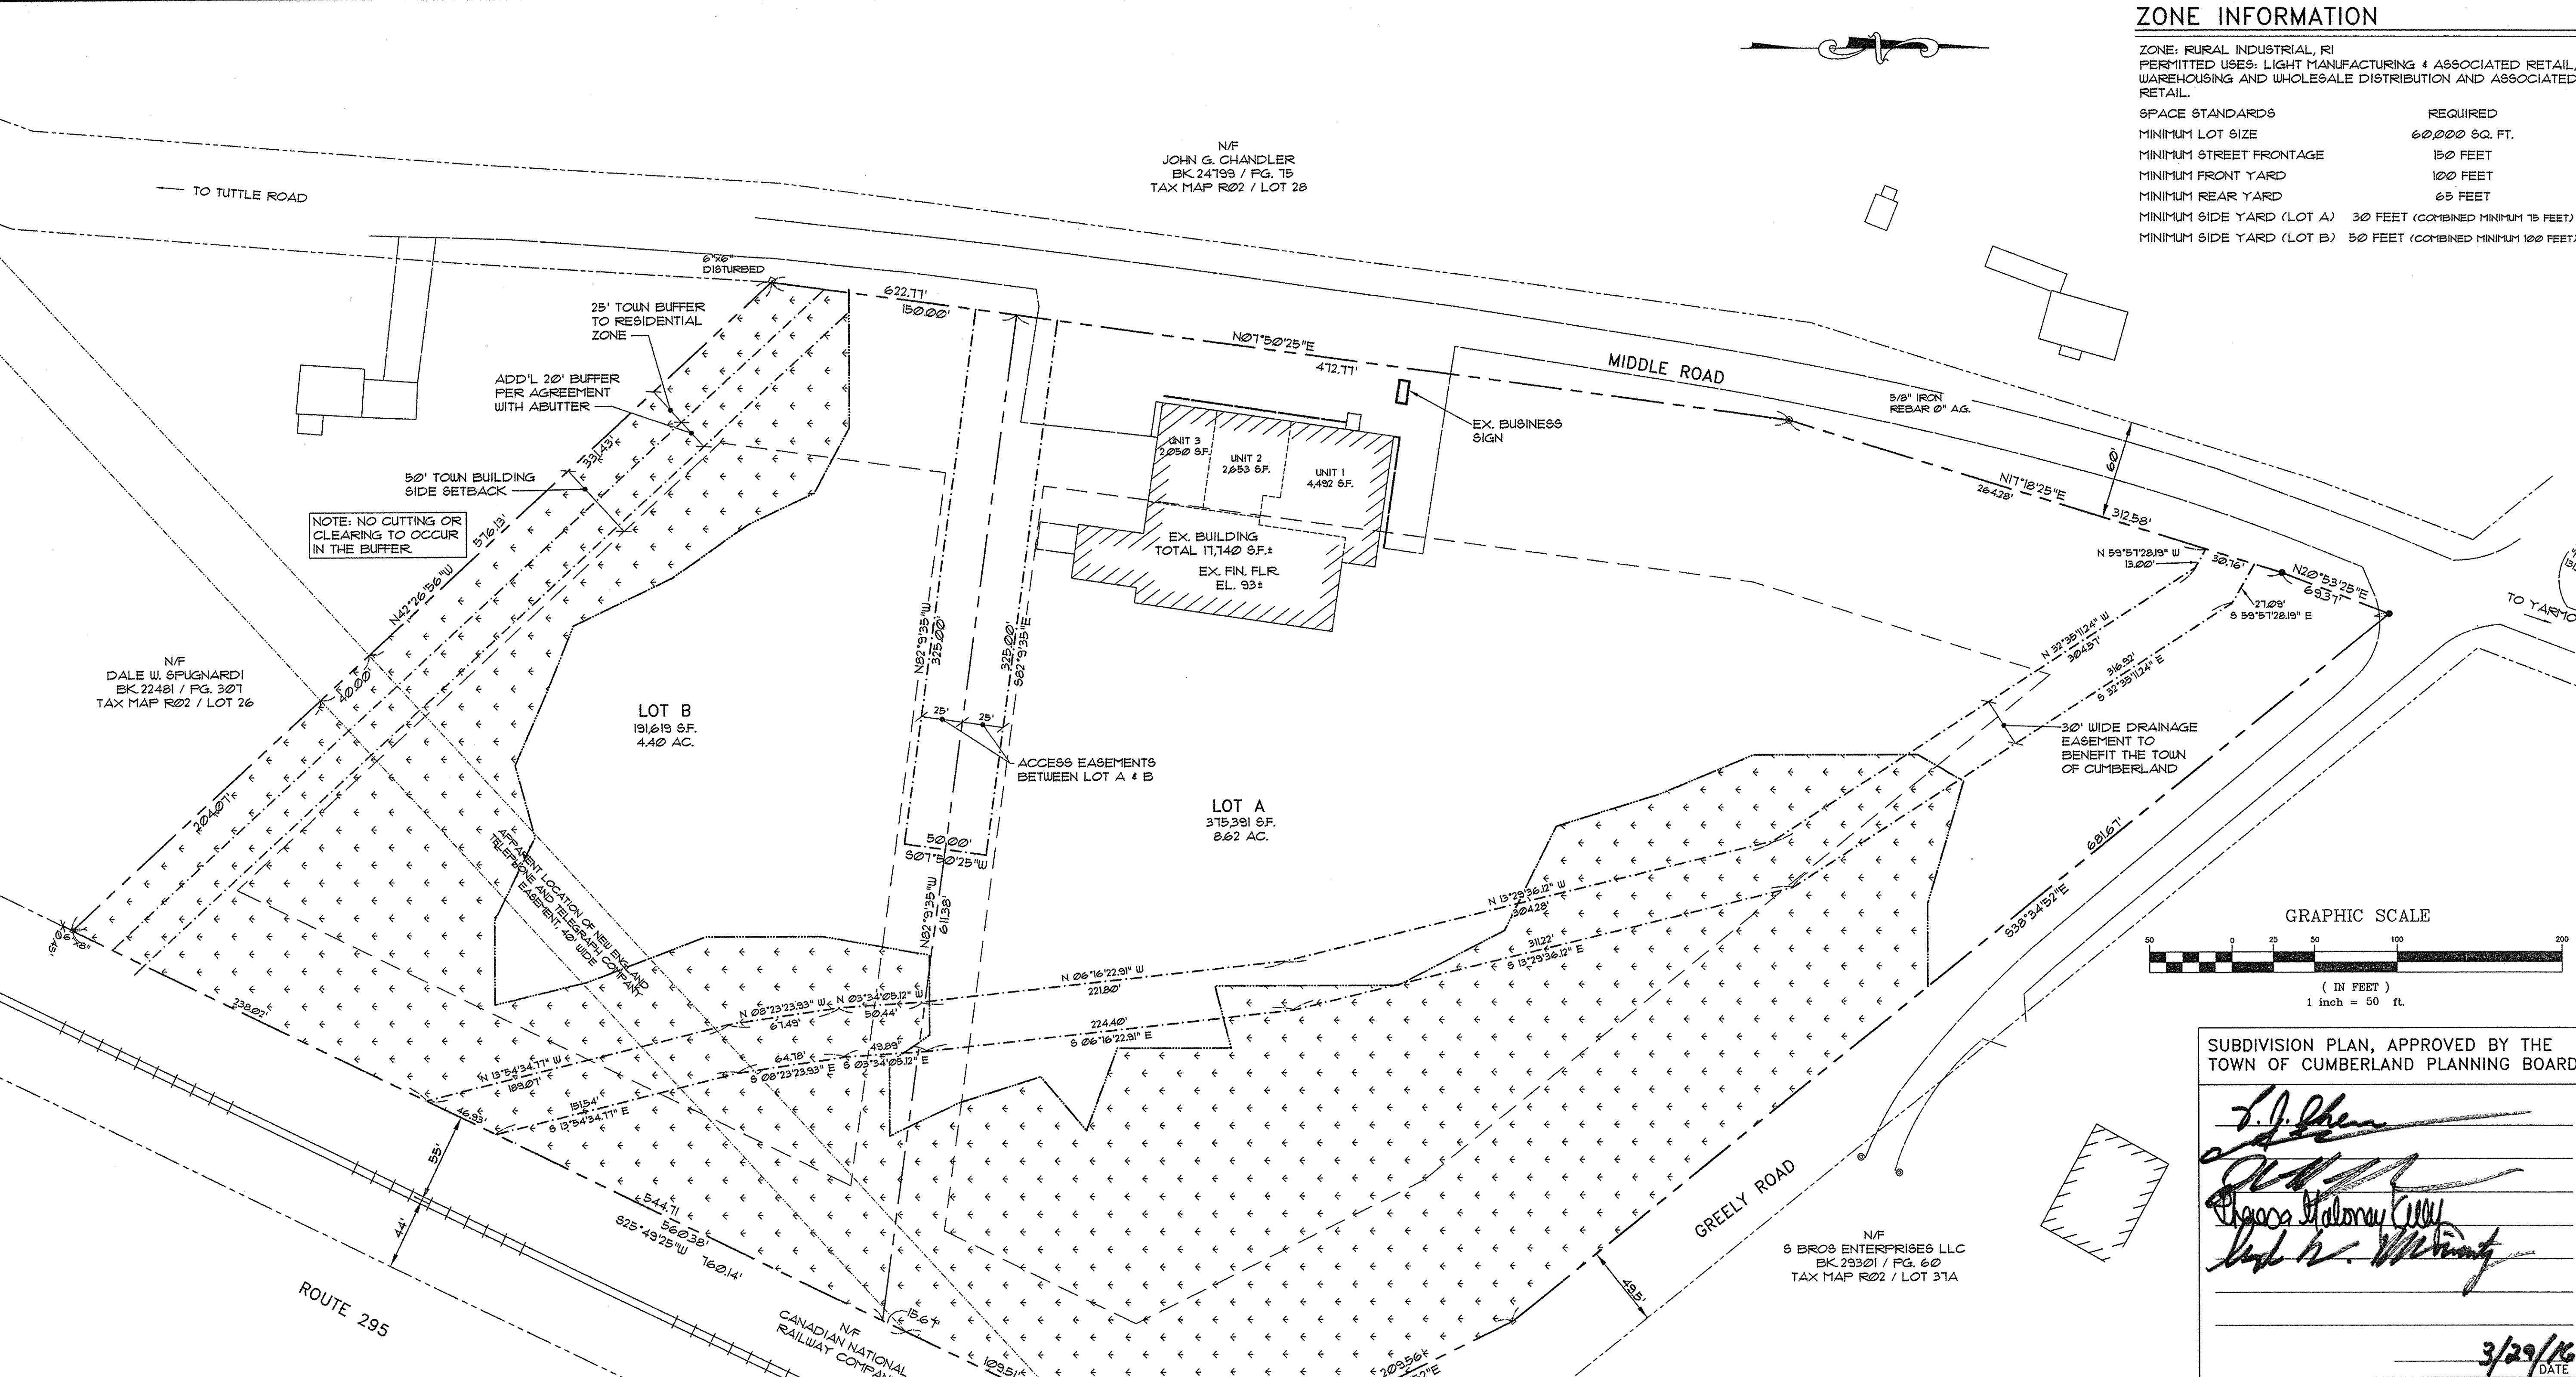 ZONE INFORMATION
ZONE: RURAL INDUSTRIAL, RI
PERMITTED USES: LIGHT MANUFACTURING & ASSOCIATED RETAIL,
WAREHOUSING AND WHOLESALE DISTRIBUTION AND ASSOCIATED
RETAIL.
SPACE STANDARDS REQUIRED
MINIMUM LOT SIZE 60,000 SQ. FT.
MINIMUM STREET FRONTAGE 150 FEET
MINIMUM FRONT YARD 100 FEET
MINIMUM REAR YARD 65 FEET
MINIMUM SIDE YARD (LOT A) 30 FEET (COMBINED MINIMUM 75 FEET)
MINIMUM SIDE YARD (LOT B) 50 FEET (COMBINED MINIMUM 100 FEET)
N/F
JOHN G. CHANDLER
BK. 24799 / PG. 75
TAX MAP R02 / LOT 28
TO TUTTLE ROAD
6"x6"
DISTURBED
25' TOWN BUFFER
TO RESIDENTIAL
ZONE
622.77'
150.00'
N07°50'25"E
472.77'
MIDDLE ROAD
5/8" IRON
REBAR 0" A.G.
ADD'L 20' BUFFER
PER AGREEMENT
WITH ABUTTER
EX. BUSINESS
SIGN
UNIT 3
2,050 S.F.
UNIT 2
2,653 S.F.
UNIT 1
4,492 S.F.
60'
331.43'
50' TOWN BUILDING
SIDE SETBACK
N17°18'25"E
264.28'
312.58'
NOTE: NO CUTTING OR
CLEARING TO OCCUR
IN THE BUFFER
576.13'
N42°26'56"W
EX. BUILDING
TOTAL 17,740 S.F.±
EX. FIN. FLR.
EL. 93±
N 59°57'28.19" W
13.00'
30.76'
N20°53'25"E
69.37'
27.09'
S 59°57'28.19" E
N82°9'35"W
325.00'
325.00'
S82°9'35"E
N 32°35'11.24" W
304.57'
316.92'
S 32°35'11.24" E
N/F
DALE W. SPUGNARDI
BK. 22481 / PG. 307
TAX MAP R02 / LOT 26
40.00'
LOT B
191,619 S.F.
4.40 AC.
25' 25'
ACCESS EASEMENTS
BETWEEN LOT A & B
30' WIDE DRAINAGE
EASEMENT TO
BENEFIT THE TOWN
OF CUMBERLAND
204.07'
LOT A
375,391 S.F.
8.62 AC.
50.00'
S07°50'25"W
N82°9'35"W
611.38'
681.67'
S38°34'52"E
APPARENT LOCATION OF NEW ENGLAND
TELEPHONE AND TELEGRAPH COMPANY
EASEMENT, 40' WIDE
N 13°29'36.12" W
304.28'
311.22'
S 13°29'36.12" E
GRAPHIC SCALE
50 0 25 50 100 200
( IN FEET )
1 inch = 50 ft.
N 06°16'22.91" W
221.80'
224.40'
S 06°16'22.91" E
N 08°23'23.93" W
67.49'
N 03°34'05.12" W
50.44'
64.78'
S 08°23'23.93" E
49.89'
S 03°34'05.12" E
238.02'
N 13°54'34.77" W
189.07'
151.54'
S 13°54'34.77" E
46.93'
55'
44'
544.71
560.38'
S25°49'25"W
760.14'
SUBDIVISION PLAN, APPROVED BY THE
TOWN OF CUMBERLAND PLANNING BOARD
GREELY ROAD
49.5'
N/F
S BROS ENTERPRISES LLC
BK. 29301 / PG. 60
TAX MAP R02 / LOT 37A
ROUTE 295
15.67'
N/F
CANADIAN NATIONAL
109.51'
209.56'
3/29/16
DATE